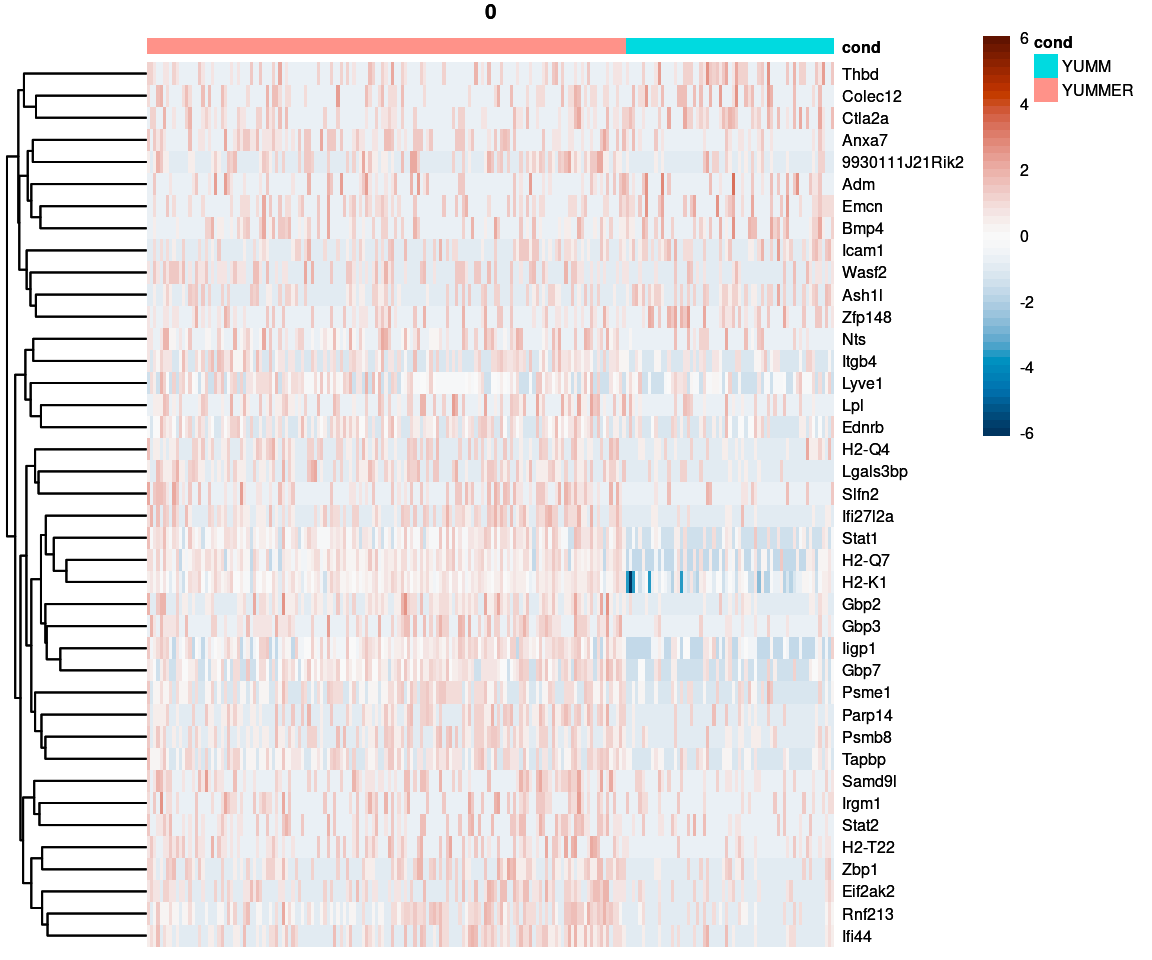 0
cond
Thbd
Colec12
Ctla2a
Anxa7
9930111J21Rik2
Adm
Emcn
Bmp4
Icam1
Wasf2
Ash1l
Zfp148
Nts
Itgb4
Lyve1
Lpl
Ednrb
H2-Q4
Lgals3bp
Slfn2
Ifi27l2a
Stat1
H2-Q7
H2-K1
Gbp2
Gbp3
Iigp1
Gbp7
Psme1
Parp14
Psmb8
Tapbp
Samd9l
Irgm1
Stat2
H2-T22
Zbp1
Eif2ak2
Rnf213
Ifi44
6
4
2
0
-2
-4
-6
cond
YUMM
YUMMER